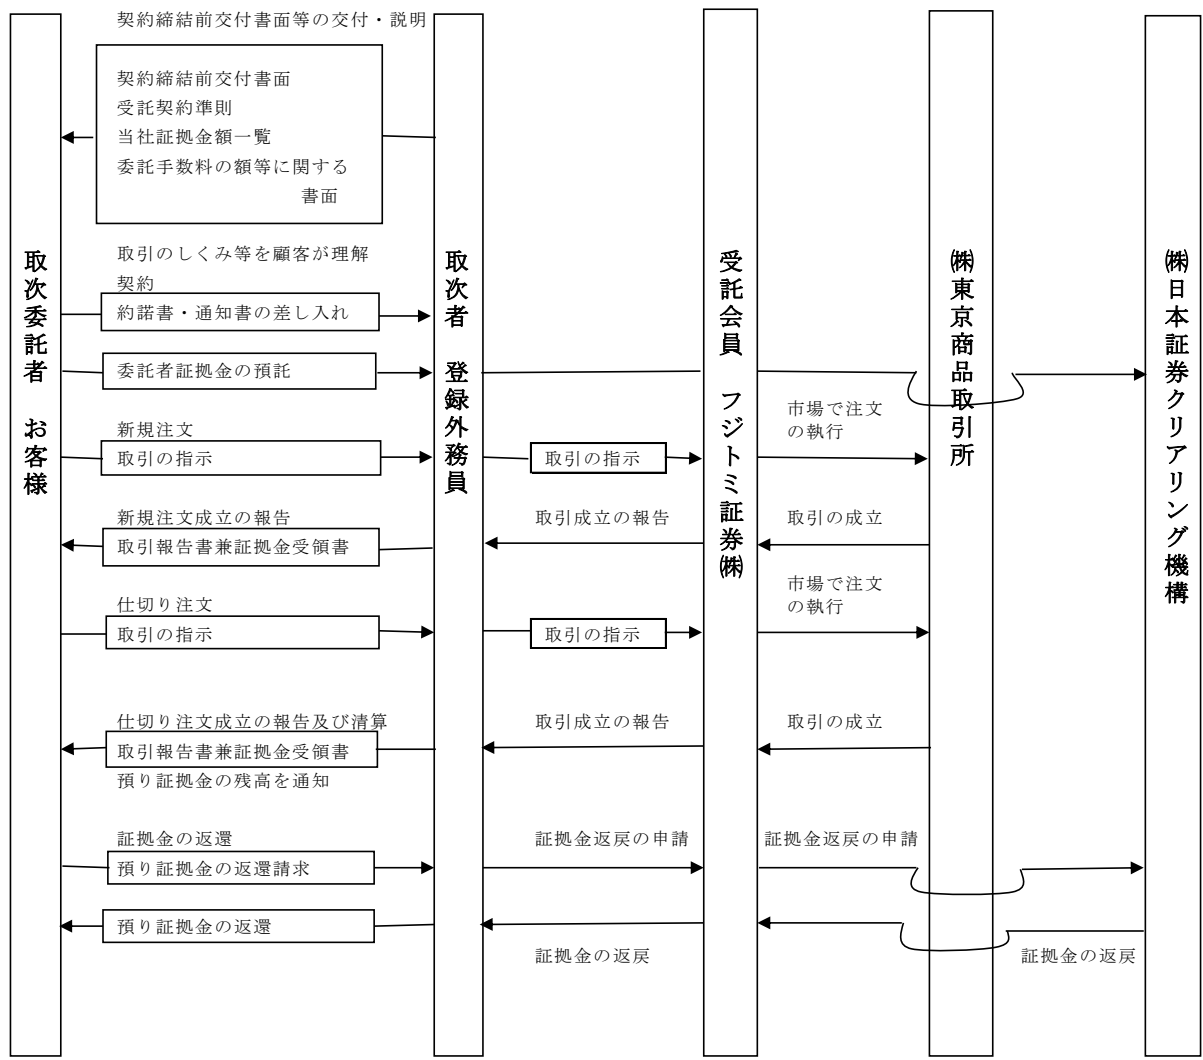 契約締結前交付書面等の交付・説明
契約締結前交付書面
受託契約準則
当社証拠金額一覧
委託手数料の額等に関する
書面
取引のしくみ等を顧客が理解
契約
約諾書・通知書の差し入れ
委託者証拠金の預託
新規注文
取引の指示
取引の指示
市場で注文
の執行
新規注文成立の報告
取引報告書兼証拠金受領書
取引成立の報告
取引の成立
仕切り注文
取引の指示
取引の指示
市場で注文
の執行
仕切り注文成立の報告及び清算
取引報告書兼証拠金受領書
預り証拠金の残高を通知
取引成立の報告
取引の成立
証拠金の返還
預り証拠金の返還請求
証拠金返戻の申請
証拠金返戻の申請
預り証拠金の返還
証拠金の返戻
証拠金の返戻
取次委託者 お客様
取次者 登録外務員
受託会員 フジトミ証券㈱
㈱東京商品取引所
㈱日本証券クリアリング機構